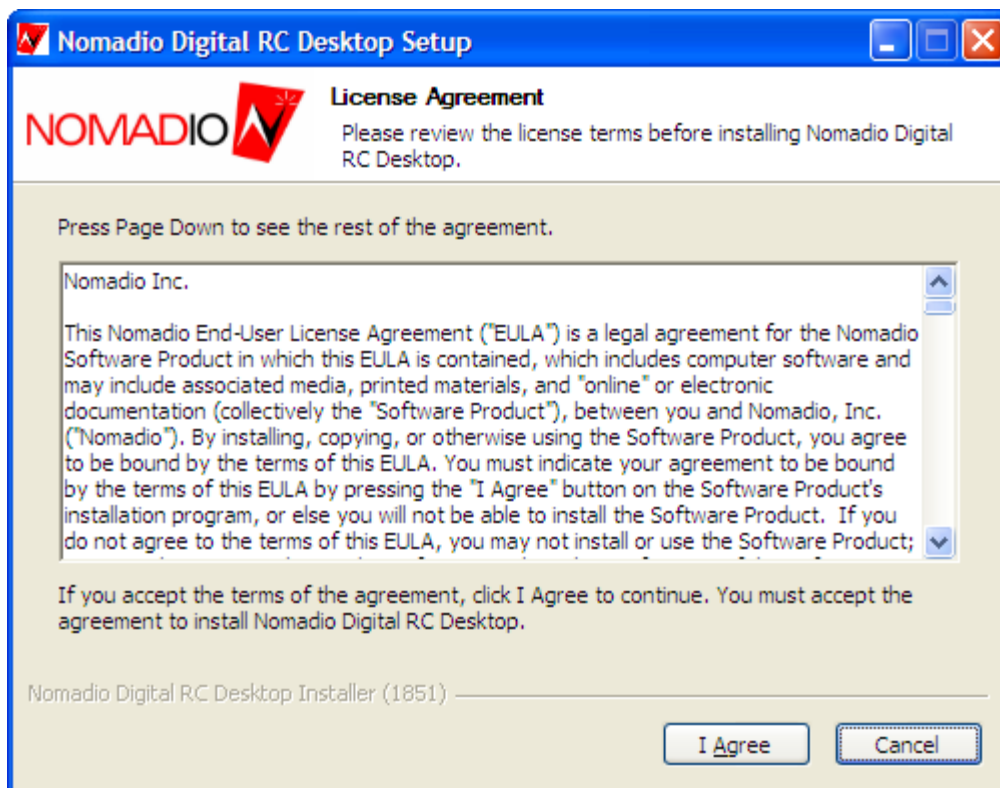 Nomadio Digital RC Desktop Setup
NOMADIO
License Agreement
Please review the license terms before installing Nomadio Digital
RC Desktop.
Press Page Down to see the rest of the agreement.
Nomadio Inc.
This Nomadio End-User License Agreement ("EULA") is a legal agreement for the Nomadio
Software Product in which this EULA is contained, which includes computer software and
may include associated media, printed materials, and "online" or electronic
documentation (collectively the "Software Product"), between you and Nomadio, Inc.
("Nomadio"). By installing, copying, or otherwise using the Software Product, you agree
to be bound by the terms of this EULA. You must indicate your agreement to be bound
by the terms of this EULA by pressing the "I Agree" button on the Software Product's
installation program, or else you will not be able to install the Software Product.  If you
do not agree to the terms of this EULA, you may not install or use the Software Product;
If you accept the terms of the agreement, click I Agree to continue. You must accept the
agreement to install Nomadio Digital RC Desktop.
Nomadio Digital RC Desktop Installer (1851)
I Agree
Cancel